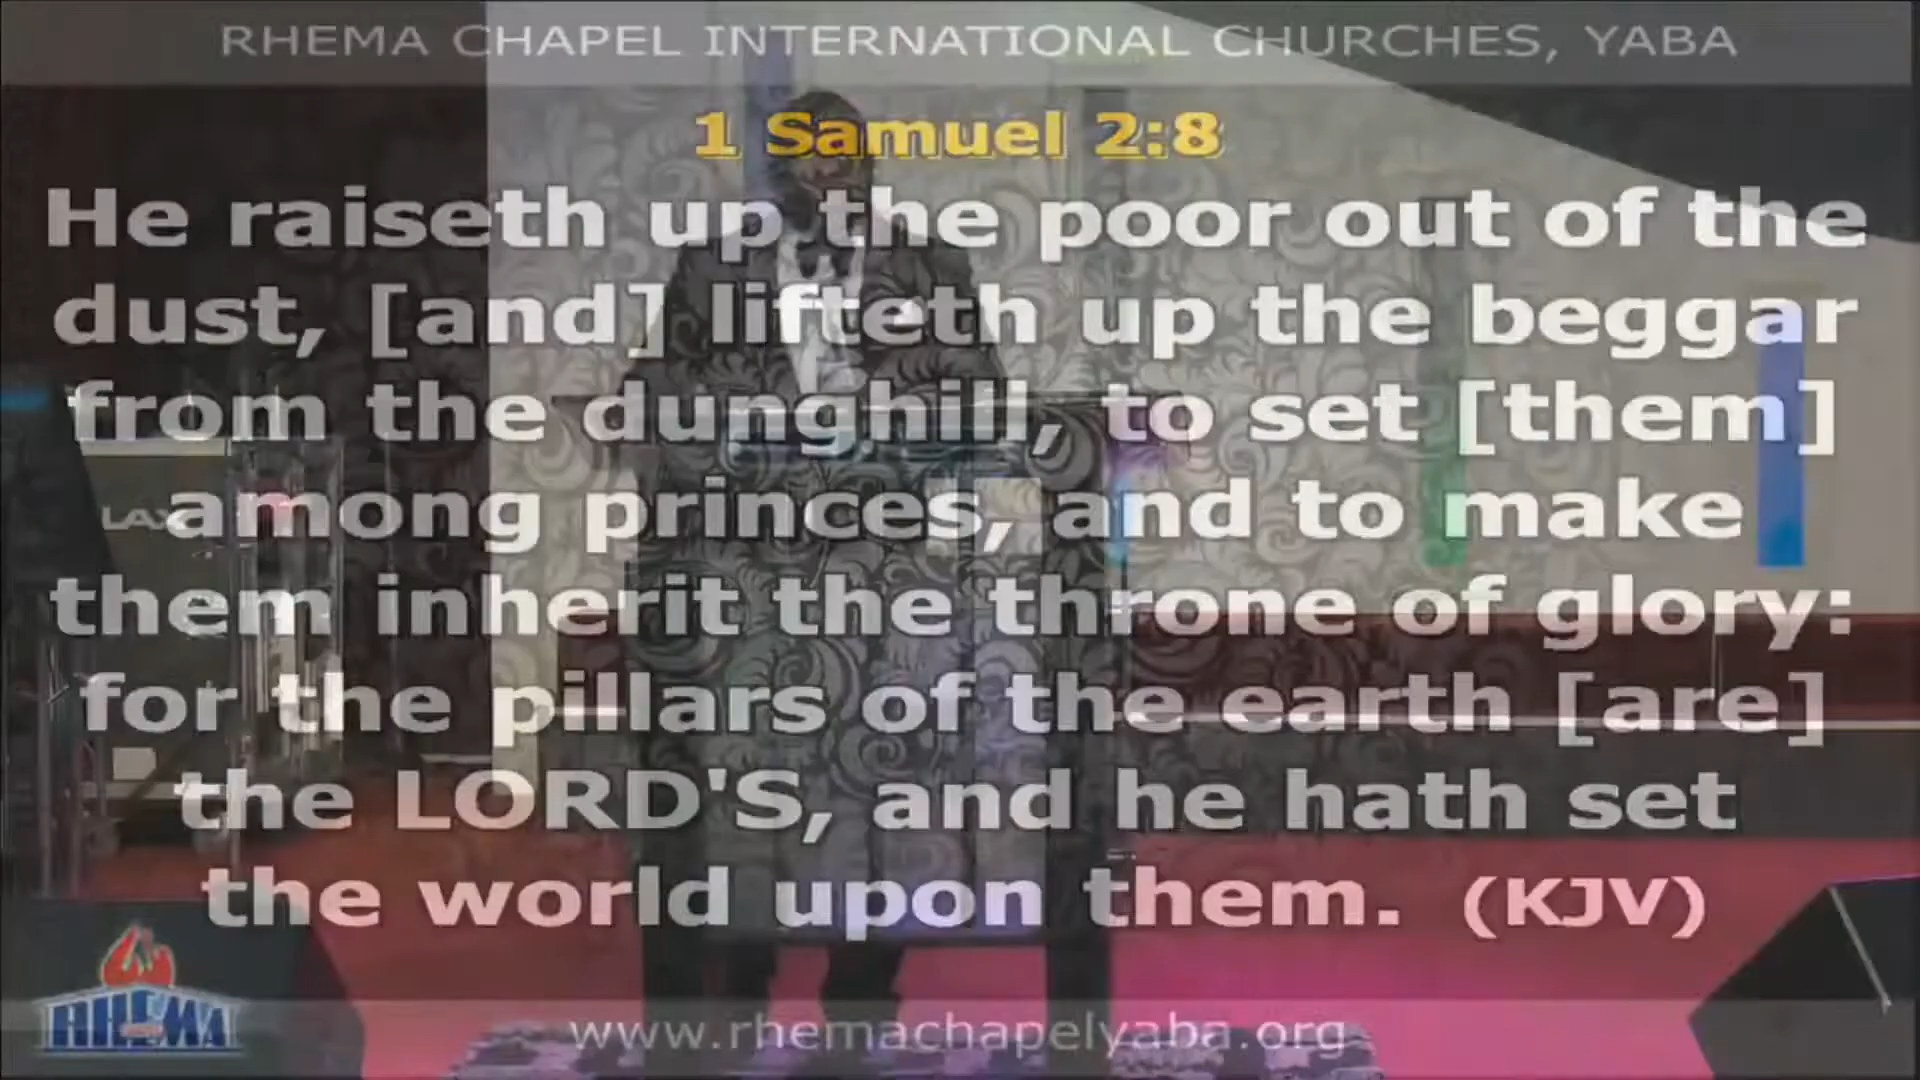 RHEMA CHAPEL INTERNATIONAL CHURCHES, YABA
1 Samuel 2:8
He raiseth up the poor out of the
dust, [and] lifteth up the beggar
from the dunghill, to set [them]
among princes, and to make
them inherit the throne of glory:
for the pillars of the earth [are]
the LORD'S, and he hath set
the world upon them. (KJV)
RHEMA
www.rhemachapelyaba.org